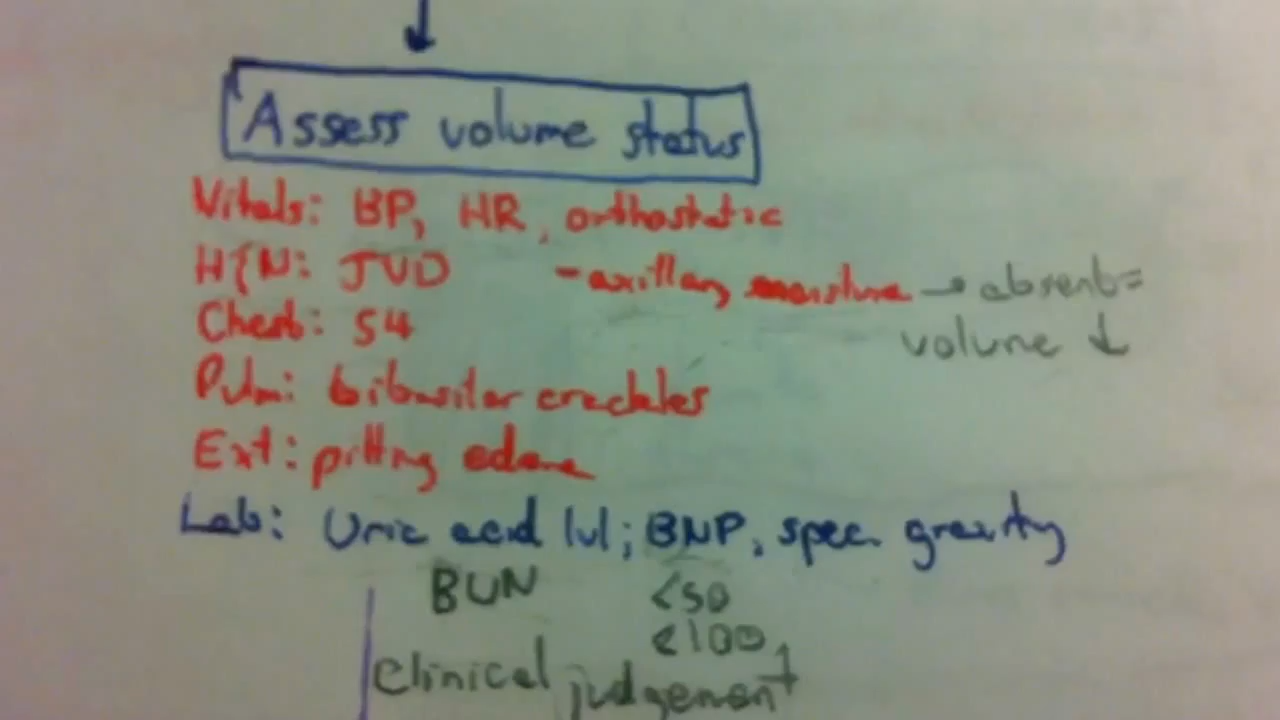 Assess volume status
Vitals: BP, HR, orthostatic
H&N: JVD - axillary moisture → absent =
volume ↓
Chest: S4
Pulm: bibasilar crackles
Ext: pitting edema
Lab: Uric acid lvl; BNP, spec. gravity
BUN <50
<100
clinical judgement